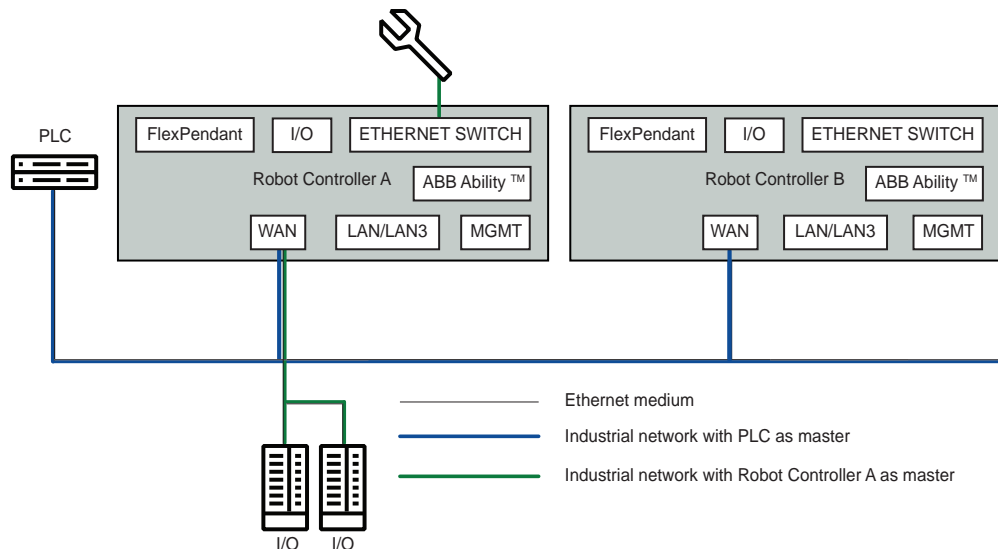 PLC
FlexPendant
I/O
ETHERNET SWITCH
Robot Controller A
ABB Ability ™
WAN
LAN/LAN3
MGMT
FlexPendant
I/O
ETHERNET SWITCH
Robot Controller B
ABB Ability ™
WAN
LAN/LAN3
MGMT
Ethernet medium
Industrial network with PLC as master
Industrial network with Robot Controller A as master
I/O
I/O